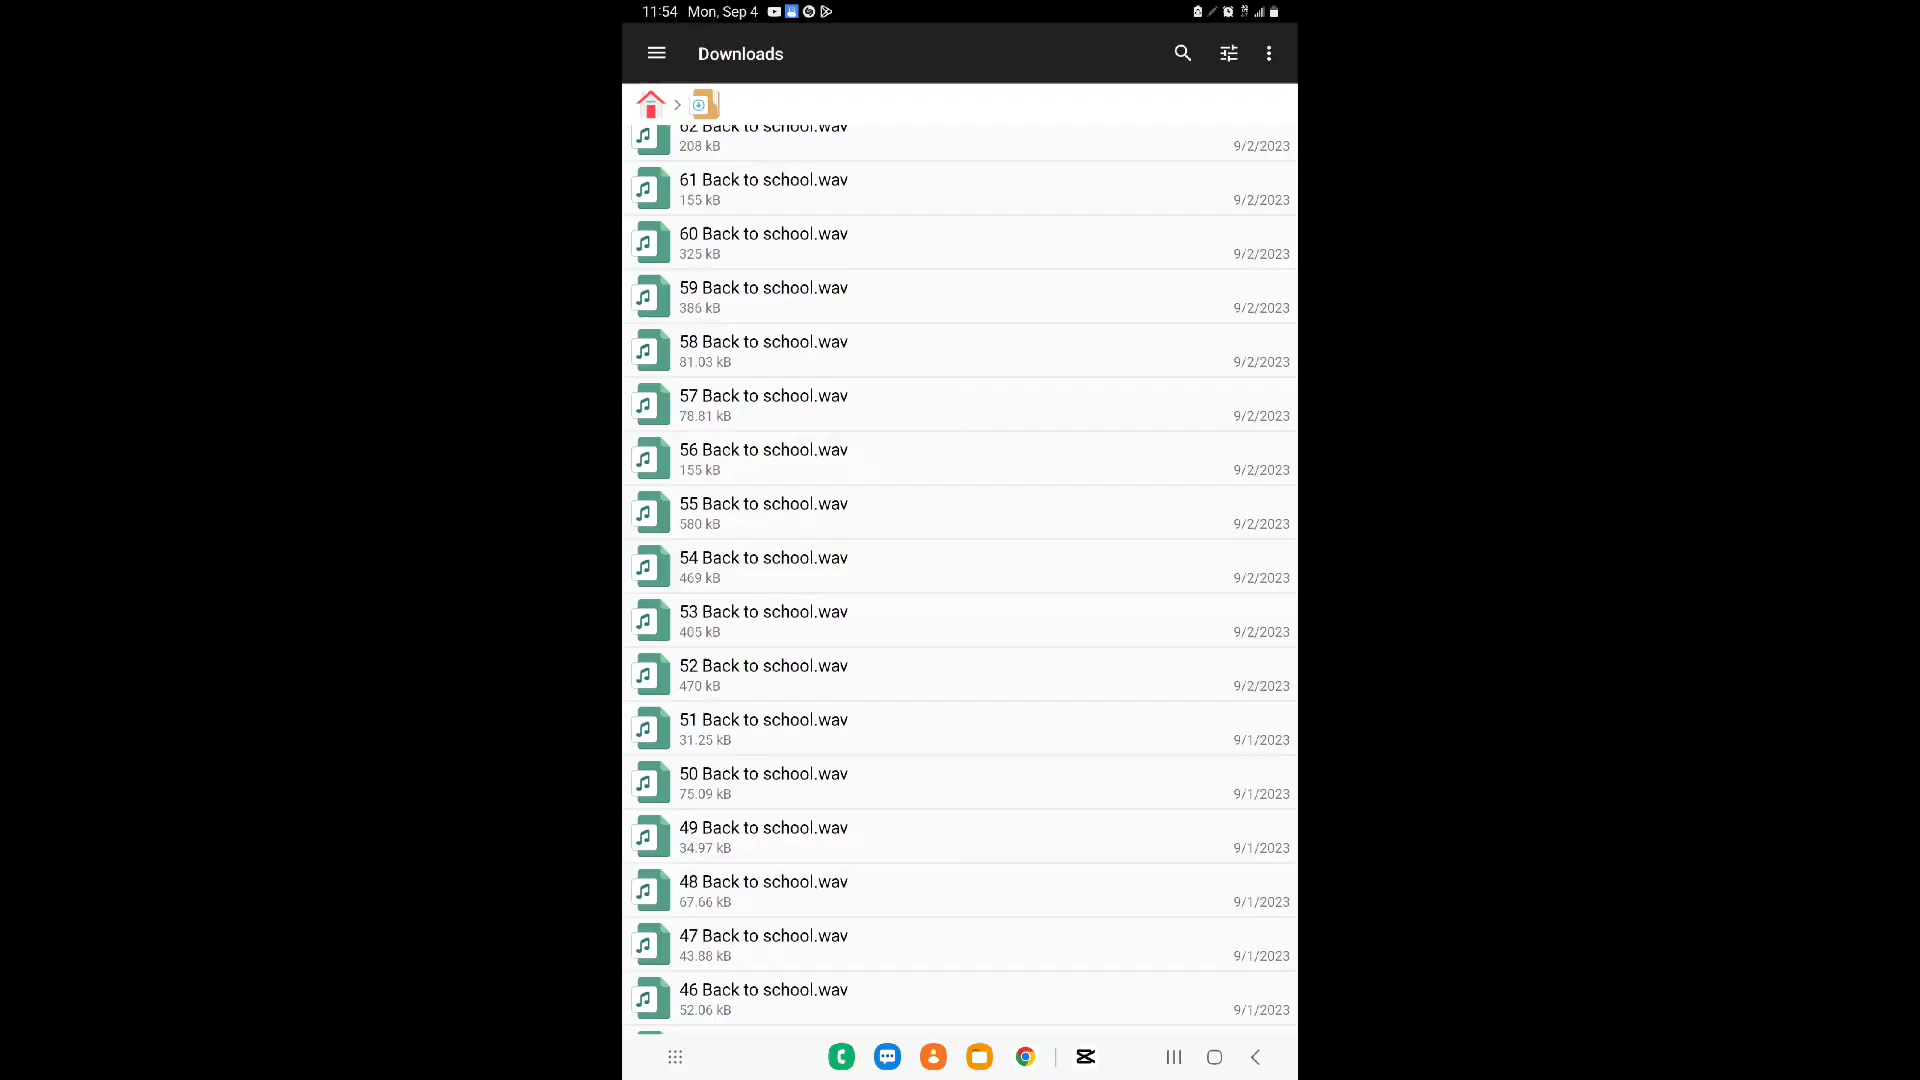 11:54 Mon, Sep 4
Downloads
62 Back to school.wav
208 kB
9/2/2023
61 Back to school.wav
155 kB
9/2/2023
60 Back to school.wav
325 kB
9/2/2023
59 Back to school.wav
386 kB
9/2/2023
58 Back to school.wav
81.03 kB
9/2/2023
57 Back to school.wav
78.81 kB
9/2/2023
56 Back to school.wav
155 kB
9/2/2023
55 Back to school.wav
580 kB
9/2/2023
54 Back to school.wav
469 kB
9/2/2023
53 Back to school.wav
405 kB
9/2/2023
52 Back to school.wav
470 kB
9/2/2023
51 Back to school.wav
31.25 kB
9/1/2023
50 Back to school.wav
75.09 kB
9/1/2023
49 Back to school.wav
34.97 kB
9/1/2023
48 Back to school.wav
67.66 kB
9/1/2023
47 Back to school.wav
43.88 kB
9/1/2023
46 Back to school.wav
52.06 kB
9/1/2023